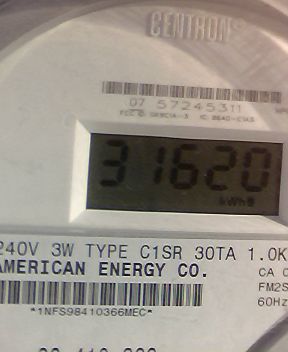 CENTRON®
07 57245311
31620
kWh
240V 3W TYPE C1SR 30TA 1.0K
AMERICAN ENERGY CO.
CA 0
FM2S
60Hz
*1NFS98410366MEC*